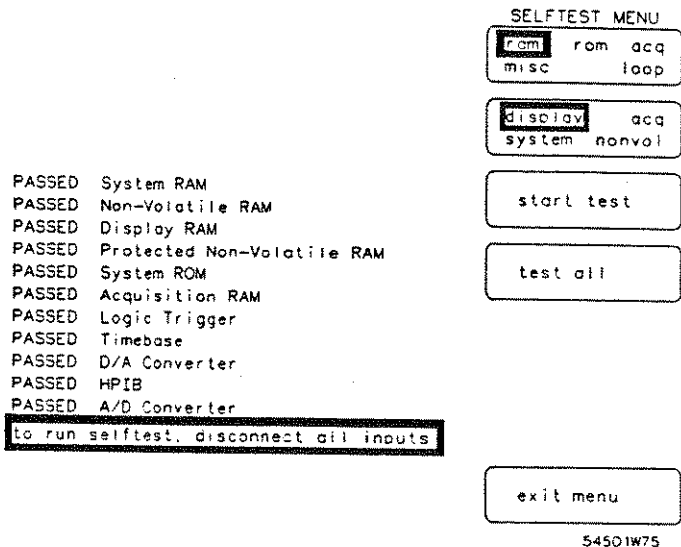 SELFTEST MENU
ram rom acq
misc loop
display acq
system nonvol
PASSED System RAM
PASSED Non-Volatile RAM
PASSED Display RAM
PASSED Protected Non-Volatile RAM
PASSED System ROM
PASSED Acquisition RAM
PASSED Logic Trigger
PASSED Timebase
PASSED D/A Converter
PASSED HPIB
PASSED A/D Converter
to run selftest, disconnect all inputs
start test
test all
exit menu
54501W75